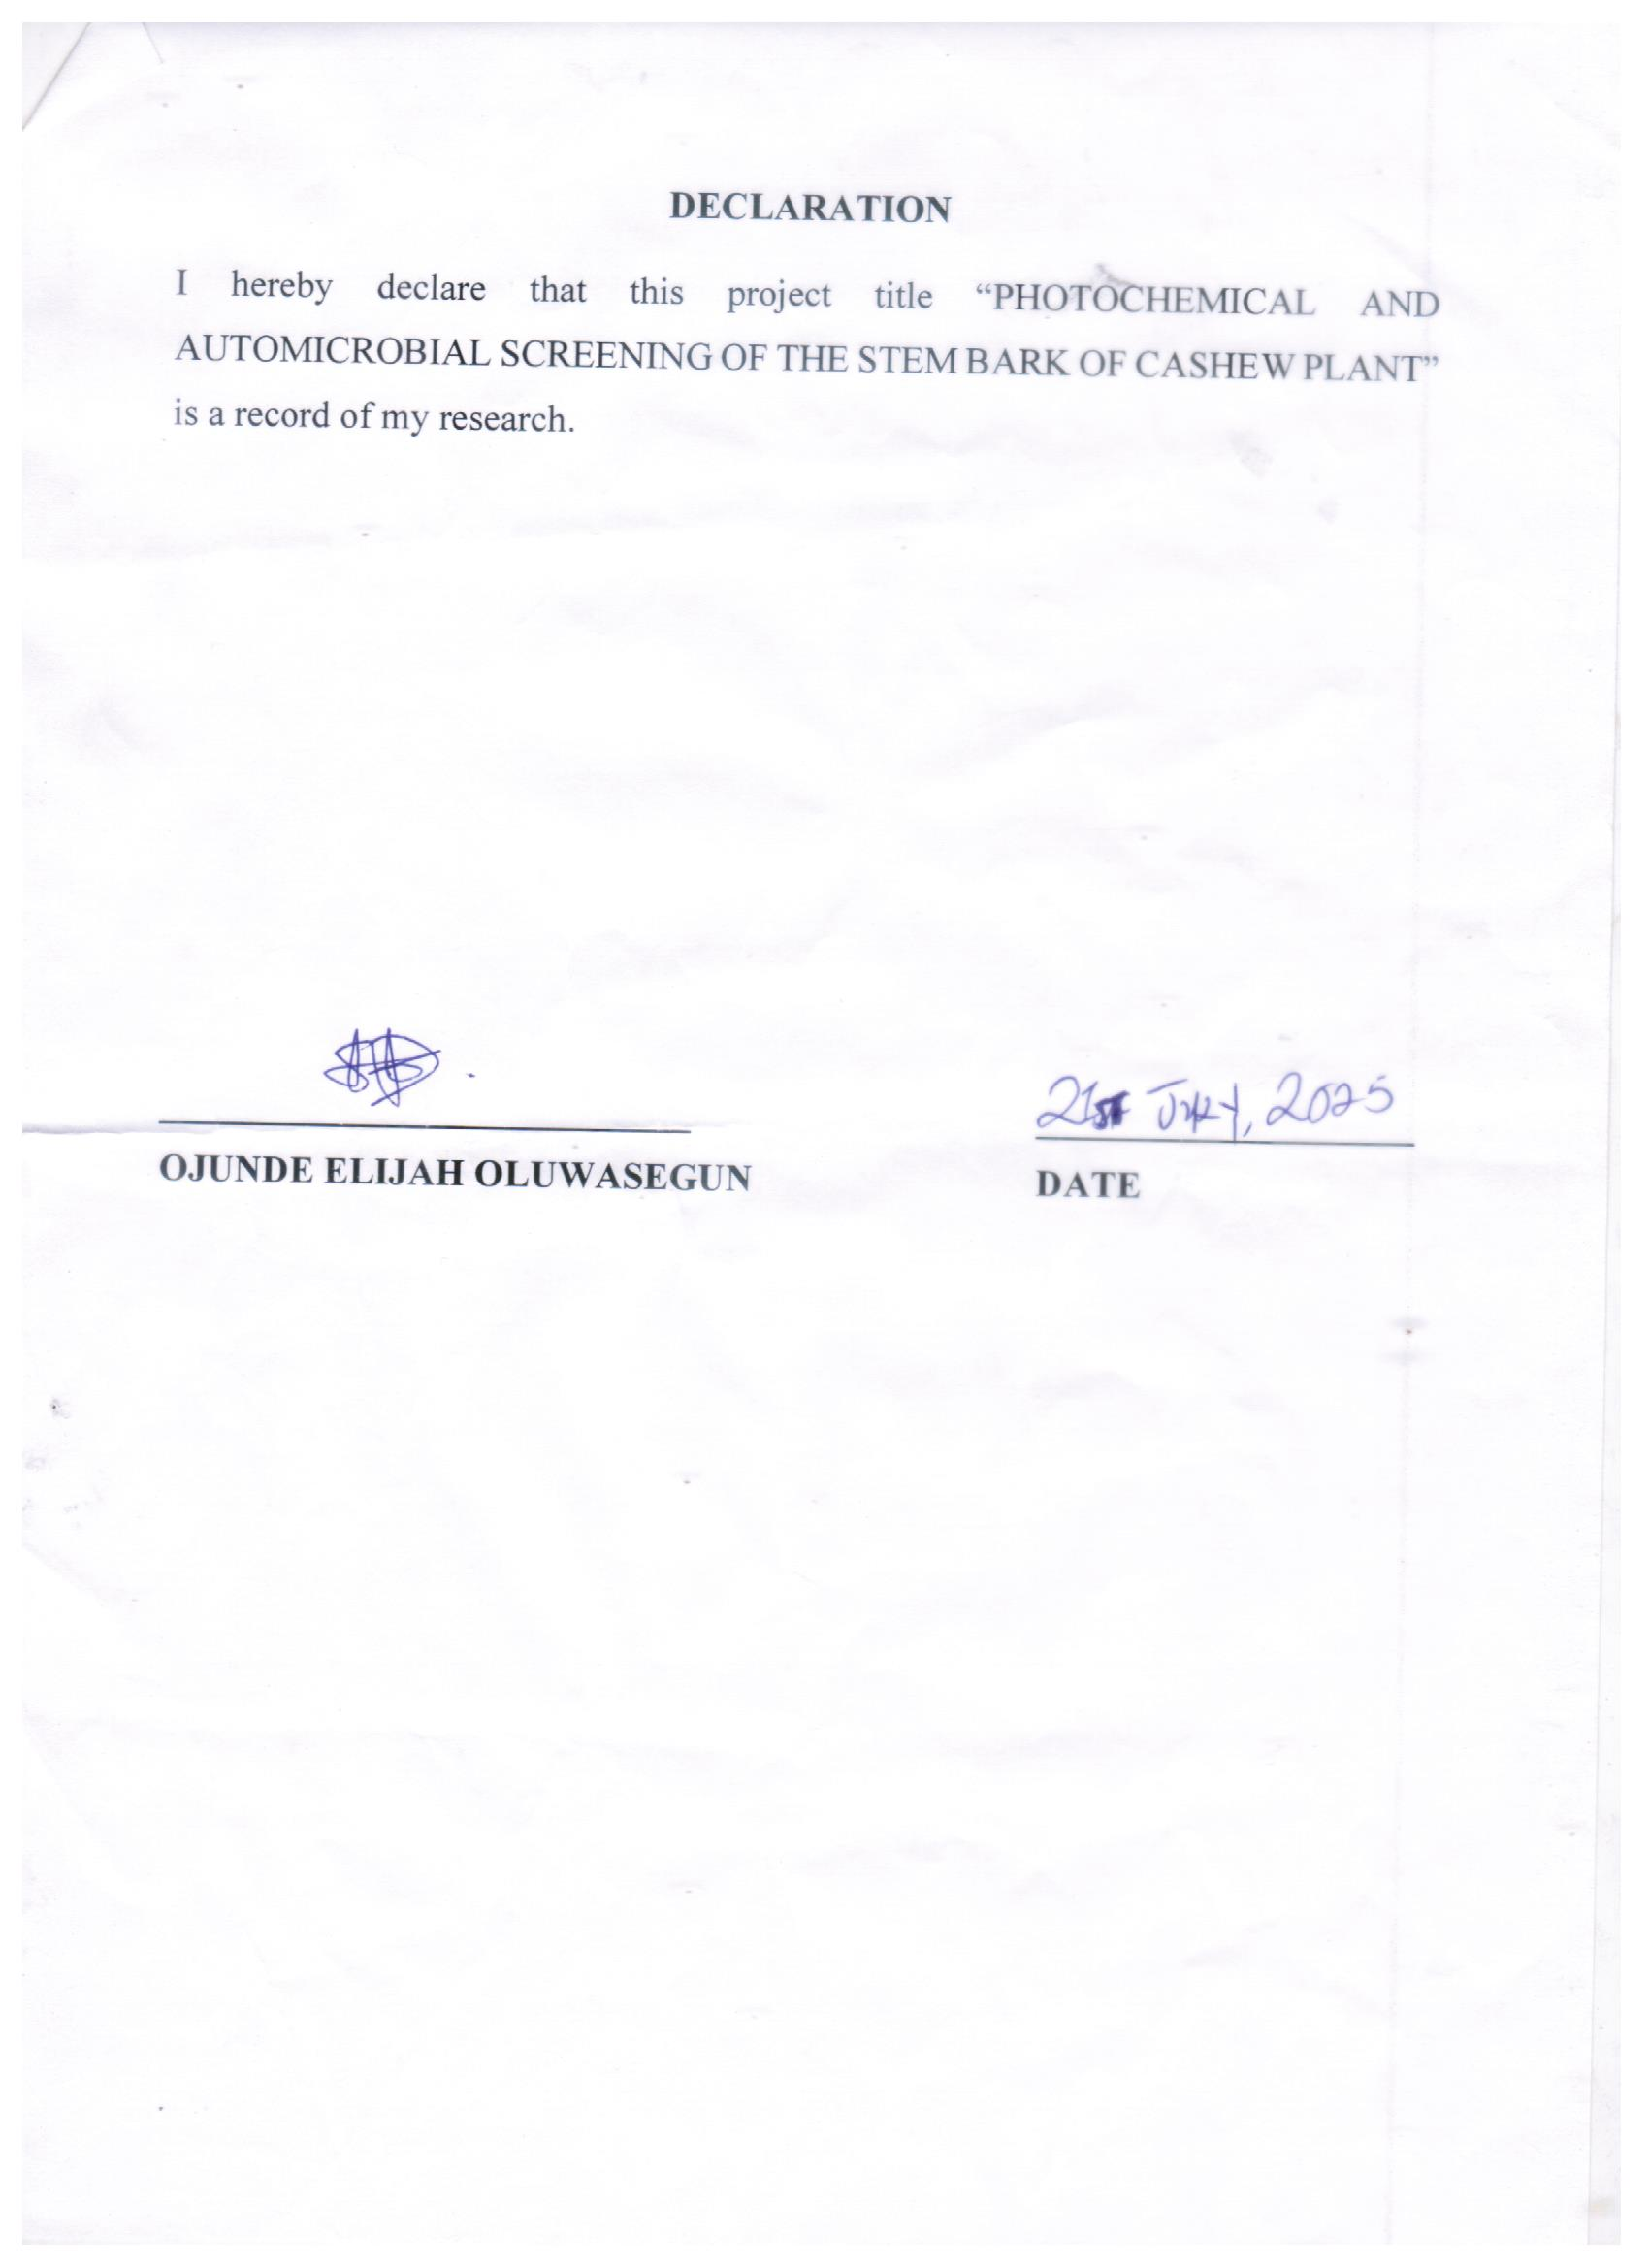 DECLARATION
I hereby declare that this project title “PHOTOCHEMICAL AND
AUTOMICROBIAL SCREENING OF THE STEM BARK OF CASHEW PLANT”
is a record of my research.
21st July, 2025
OJUNDE ELIJAH OLUWASEGUN
DATE